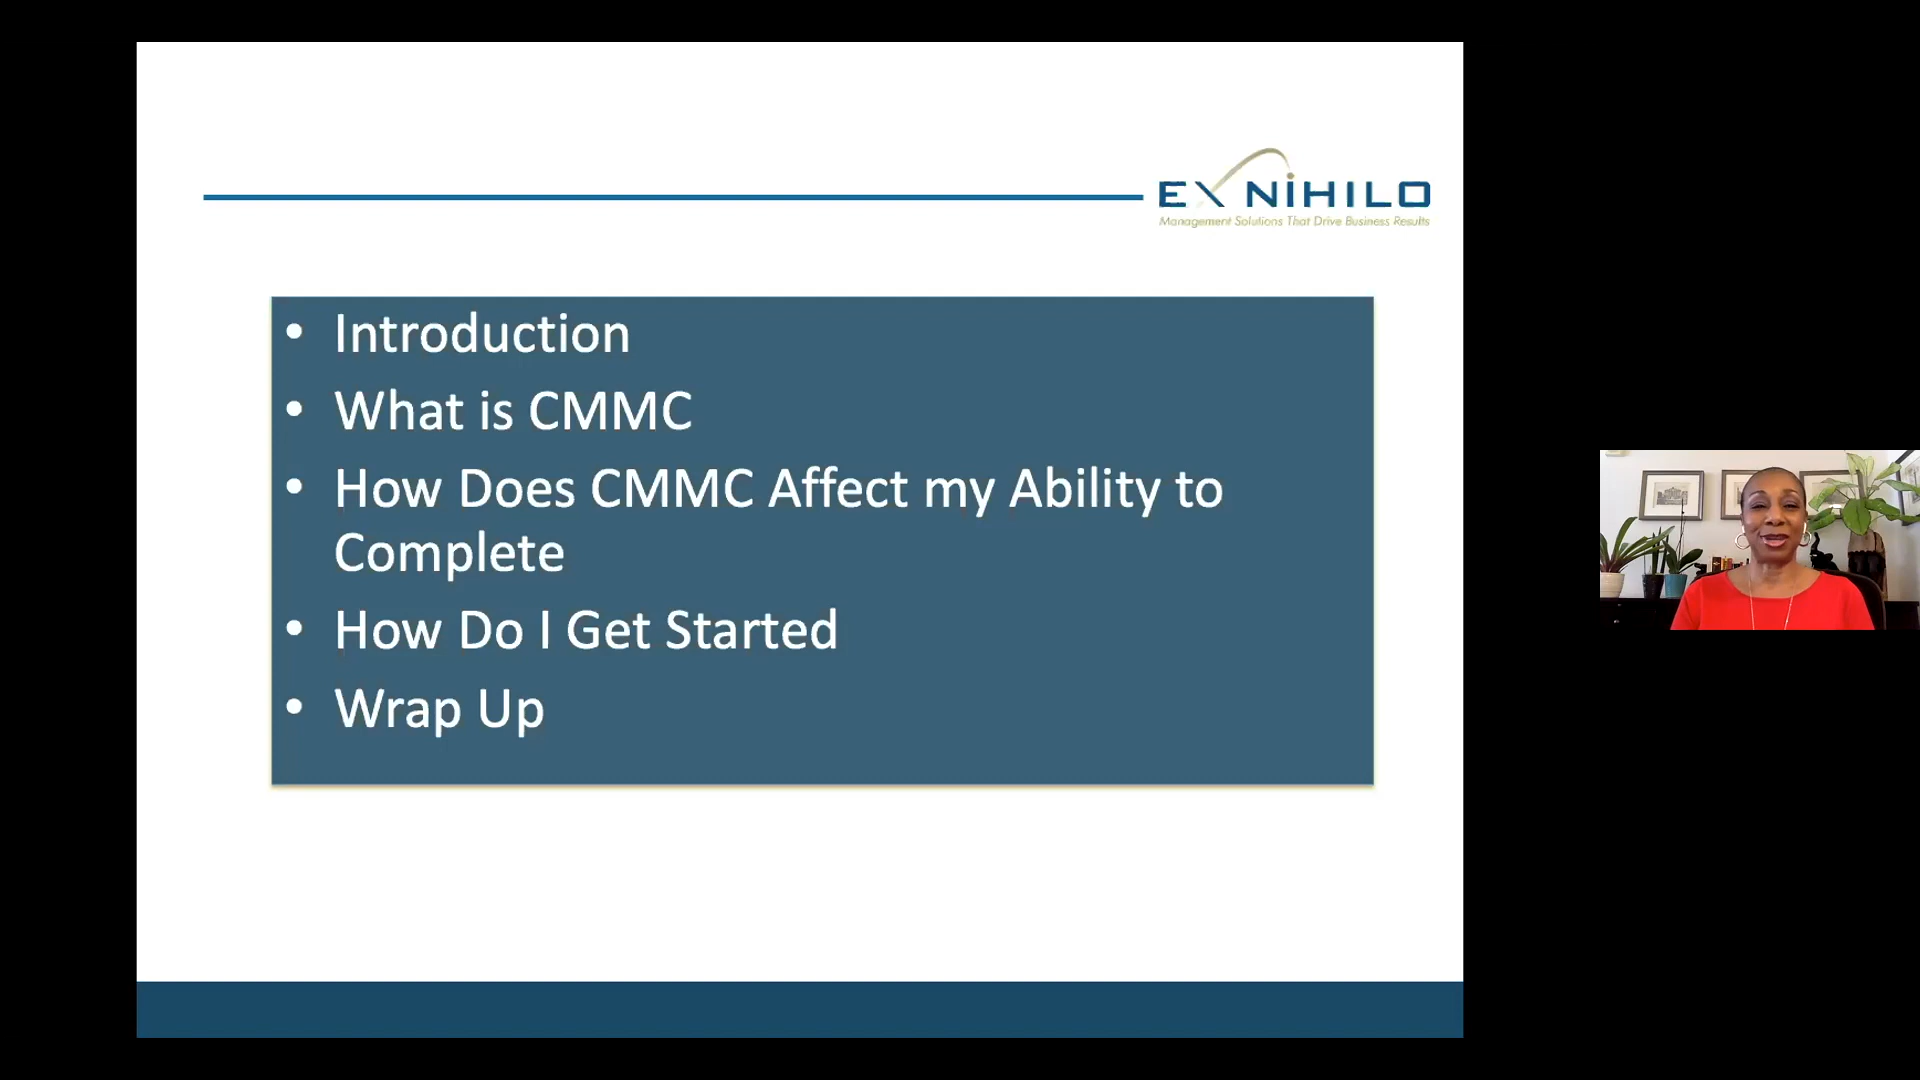 EX NIHILO
Management Solutions That Drive Business Results
• Introduction
• What is CMMC
• How Does CMMC Affect my Ability to
Complete
• How Do I Get Started
• Wrap Up